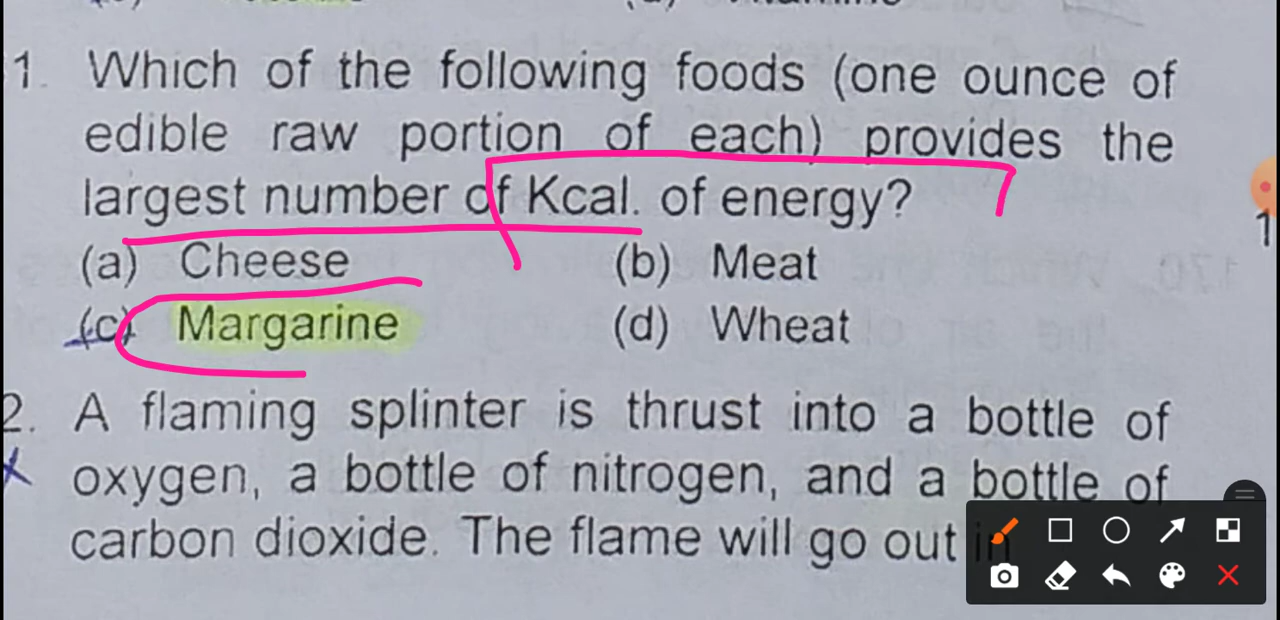 1. Which of the following foods (one ounce of
edible raw portion of each) provides the
largest number of Kcal. of energy?
(a) Cheese (b) Meat
(c) Margarine (d) Wheat
2. A flaming splinter is thrust into a bottle of
oxygen, a bottle of nitrogen, and a bottle of
carbon dioxide. The flame will go out in